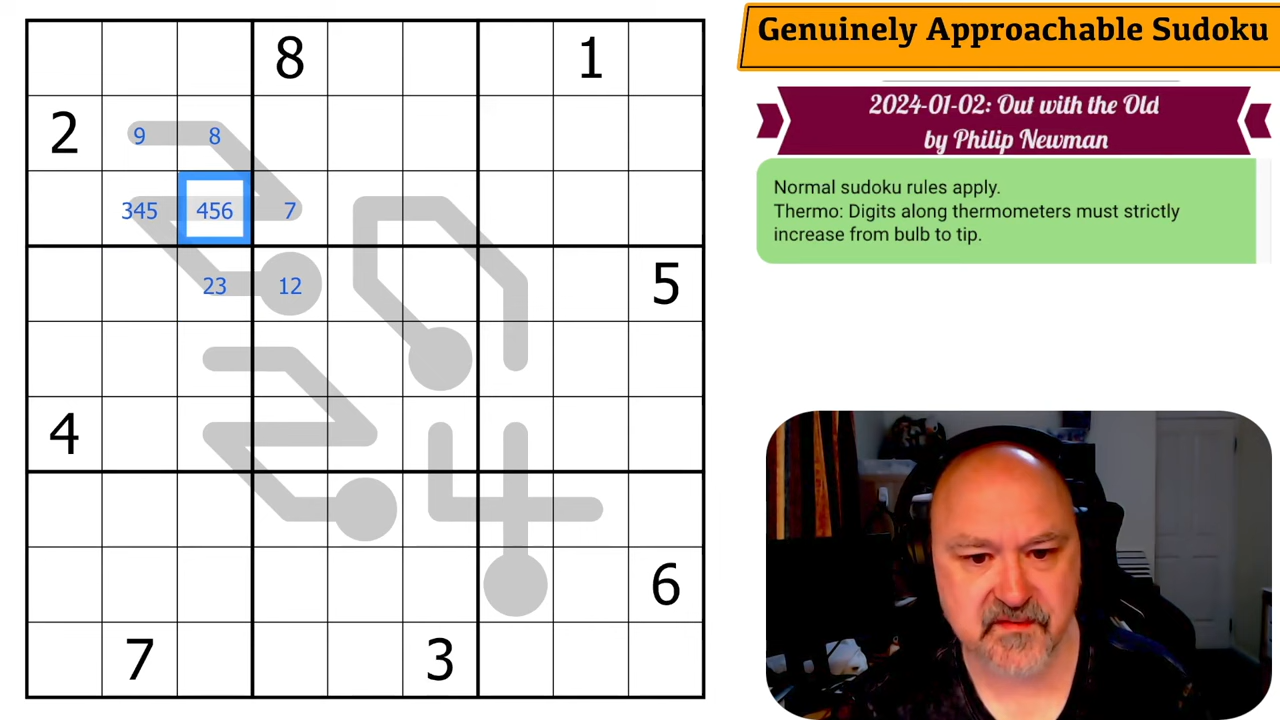 Genuinely Approachable Sudoku
2024-01-02: Out with the Old
by Philip Newman
Normal sudoku rules apply.
Thermo: Digits along thermometers must strictly
increase from bulb to tip.
8 1
2 9 8
345 456 7
23 12 5
4
6
7 3